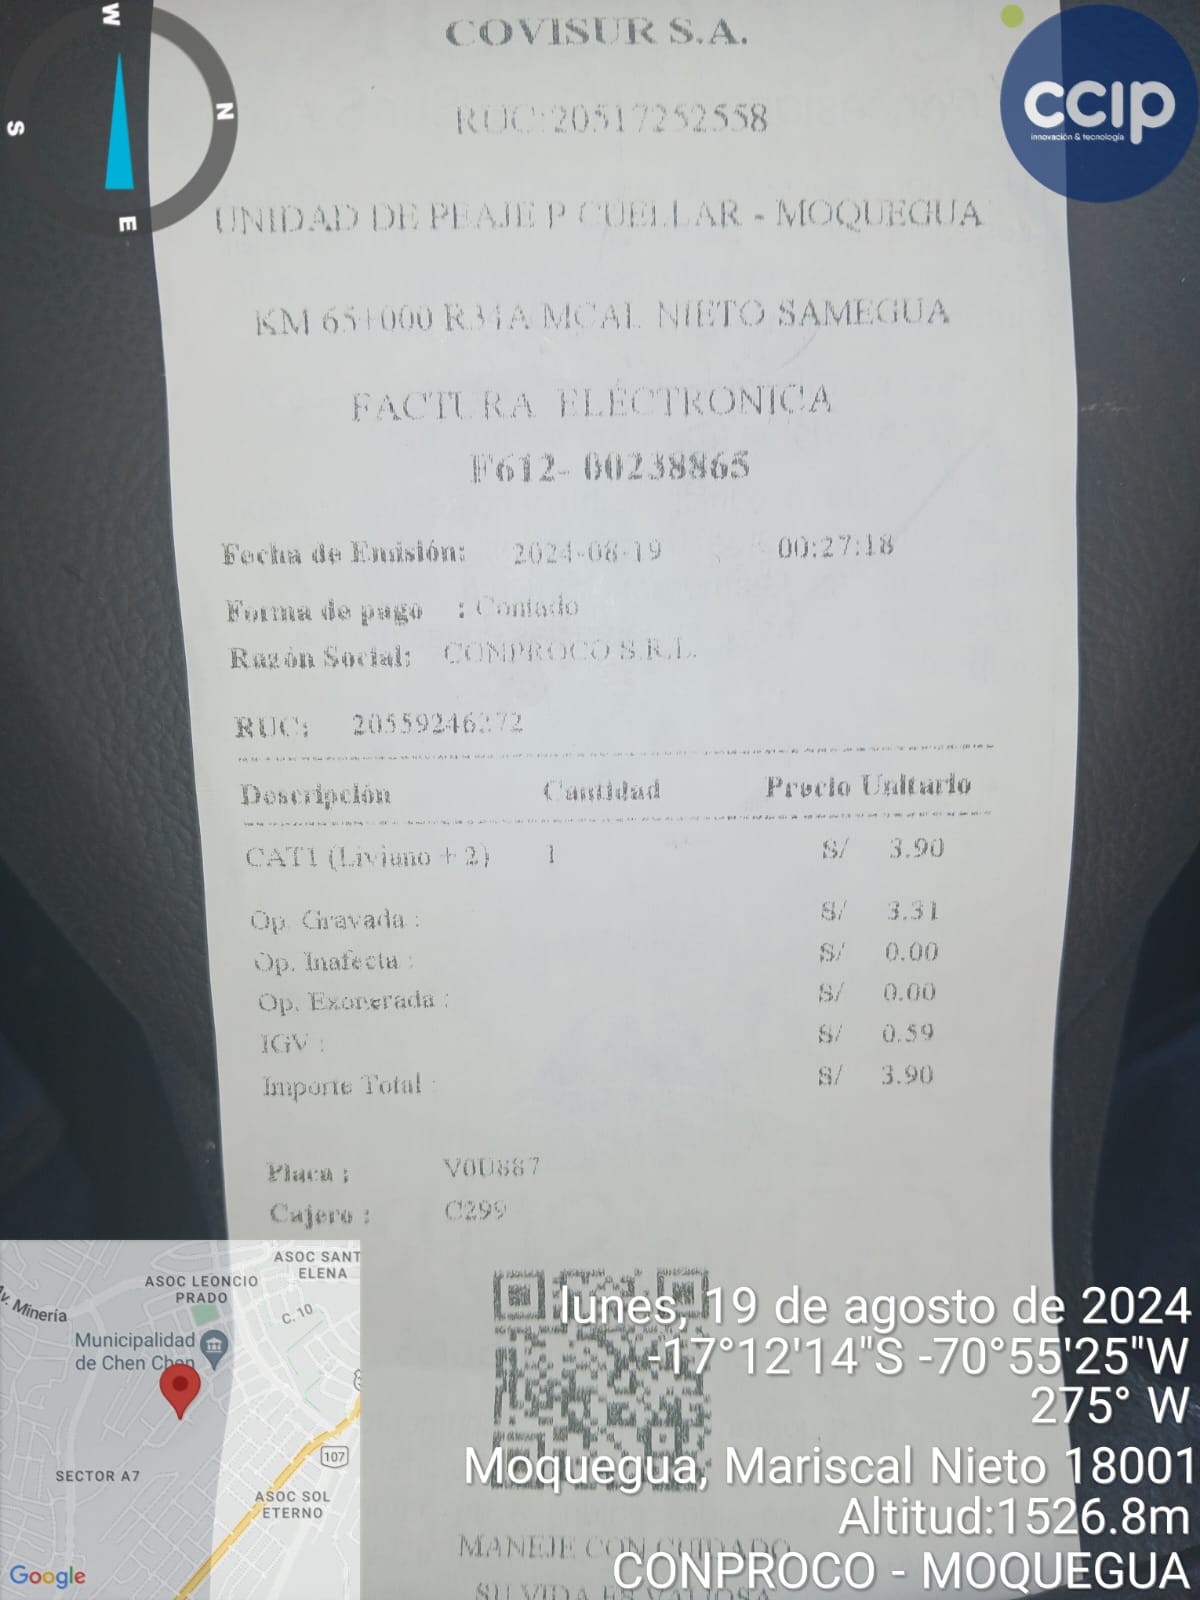 COVISUR S.A.
RUC:20517252558
UNIDAD DE PEAJE P CUELLAR - MOQUEGUA
KM 65+000 R34A MCAL NIETO SAMEGUA
FACTURA ELÉCTRONICA
F612- 00238865
Fecha de Emisión: 2024-08-19 00:27:18
Forma de pago : Contado
Razón Social: CONPROCO S.R.L.
RUC: 20559246272
Descripción Cantidad Precio Unitario
CAT1 (Liviano + 2) 1 S/ 3.90
Op. Gravada : S/ 3.31
Op. Inafecta : S/ 0.00
Op. Exonerada : S/ 0.00
IGV : S/ 0.59
Importe Total : S/ 3.90
Placa : V0U887
Cajero : C299
MANEJE CON CUIDADO
SU VIDA ES VALIOSA
W
N
S
E
ccip
innovación & tecnología
ASOC SANT
ELENA
ASOC LEONCIO
PRADO
Av. Minería
C. 10
Municipalidad
de Chen Chen
107
SECTOR A7
ASOC SOL
ETERNO
Google
lunes, 19 de agosto de 2024
-17°12'14"S -70°55'25"W
275° W
Moquegua, Mariscal Nieto 18001
Altitud:1526.8m
CONPROCO - MOQUEGUA